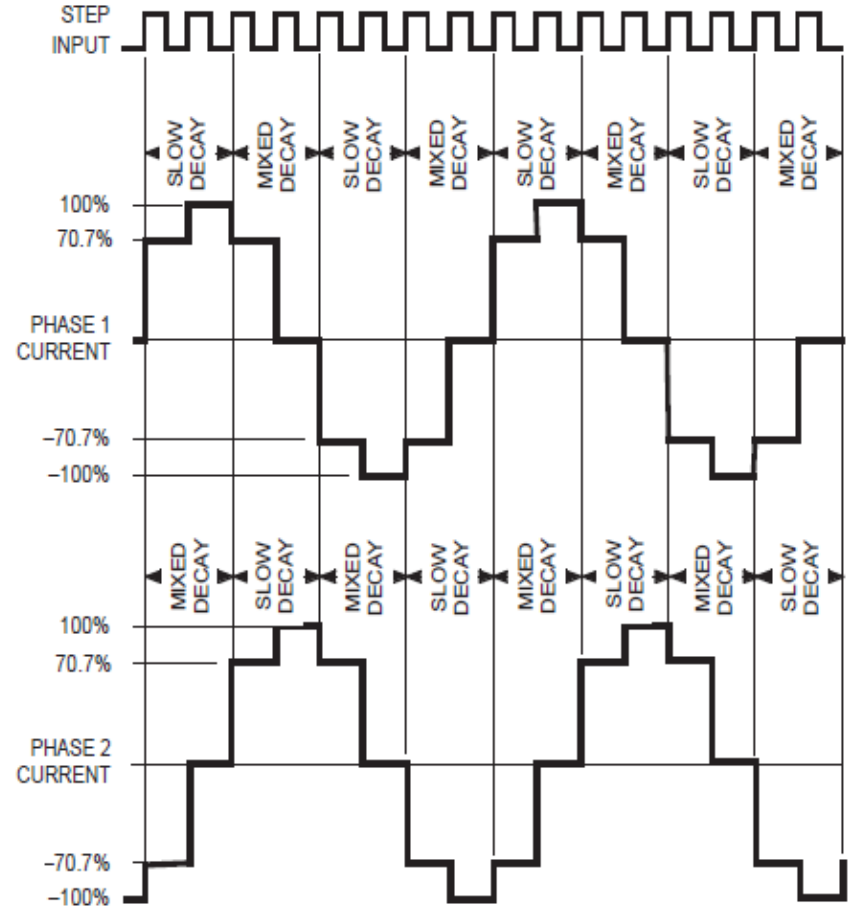 STEP
INPUT
SLOW
DECAY
MIXED
DECAY
SLOW
DECAY
MIXED
DECAY
SLOW
DECAY
MIXED
DECAY
SLOW
DECAY
MIXED
DECAY
100%
70.7%
PHASE 1
CURRENT
–70.7%
–100%
MIXED
DECAY
SLOW
DECAY
MIXED
DECAY
SLOW
DECAY
MIXED
DECAY
SLOW
DECAY
MIXED
DECAY
SLOW
DECAY
100%
70.7%
PHASE 2
CURRENT
–70.7%
–100%